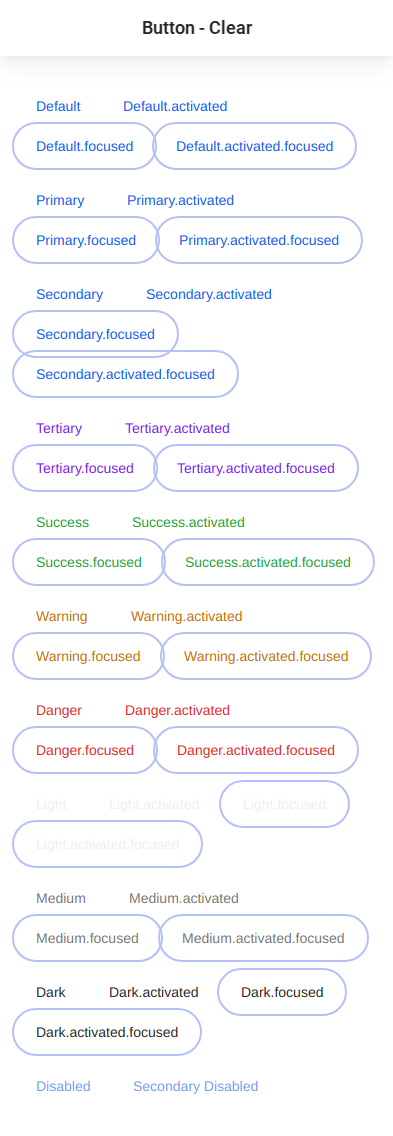 Button - Clear
Default Default.activated
Default.focused Default.activated.focused
Primary Primary.activated
Primary.focused Primary.activated.focused
Secondary Secondary.activated
Secondary.focused
Secondary.activated.focused
Tertiary Tertiary.activated
Tertiary.focused Tertiary.activated.focused
Success Success.activated
Success.focused Success.activated.focused
Warning Warning.activated
Warning.focused Warning.activated.focused
Danger Danger.activated
Danger.focused Danger.activated.focused
Light Light.activated Light.focused
Light.activated.focused
Medium Medium.activated
Medium.focused Medium.activated.focused
Dark Dark.activated Dark.focused
Dark.activated.focused
Disabled Secondary Disabled